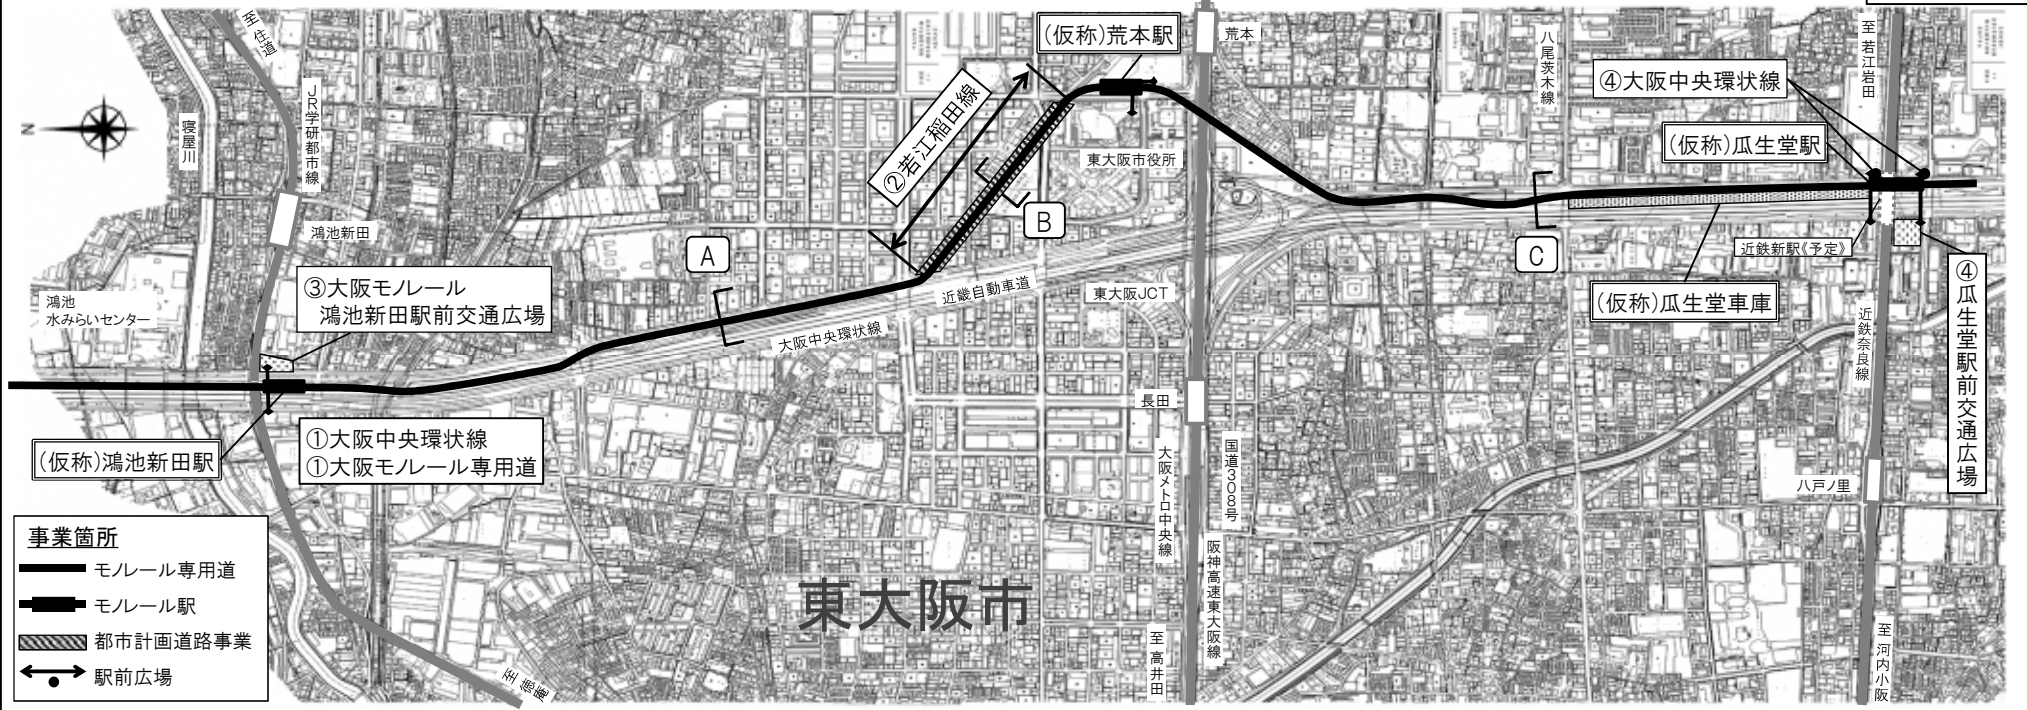 至 住道
JR学研都市線
寝屋川
N
鴻池新田
鴻池
水みらいセンター
③大阪モノレール
鴻池新田駅前交通広場
(仮称)鴻池新田駅
①大阪中央環状線
①大阪モノレール専用道
A
②若江稲田線
B
(仮称)荒本駅
荒本
東大阪市役所
近畿自動車道
大阪中央環状線
東大阪JCT
長田
大阪メトロ中央線
国道308号
阪神高速東大阪線
至 高井田
八尾茨木線
C
④大阪中央環状線
(仮称)瓜生堂駅
至 若江岩田
近鉄新駅《予定》
(仮称)瓜生堂車庫
近鉄奈良線
④瓜生堂駅前交通広場
八戸ノ里
至 河内小阪
東大阪市
至 徳庵
事業箇所
モノレール専用道
モノレール駅
都市計画道路事業
駅前広場